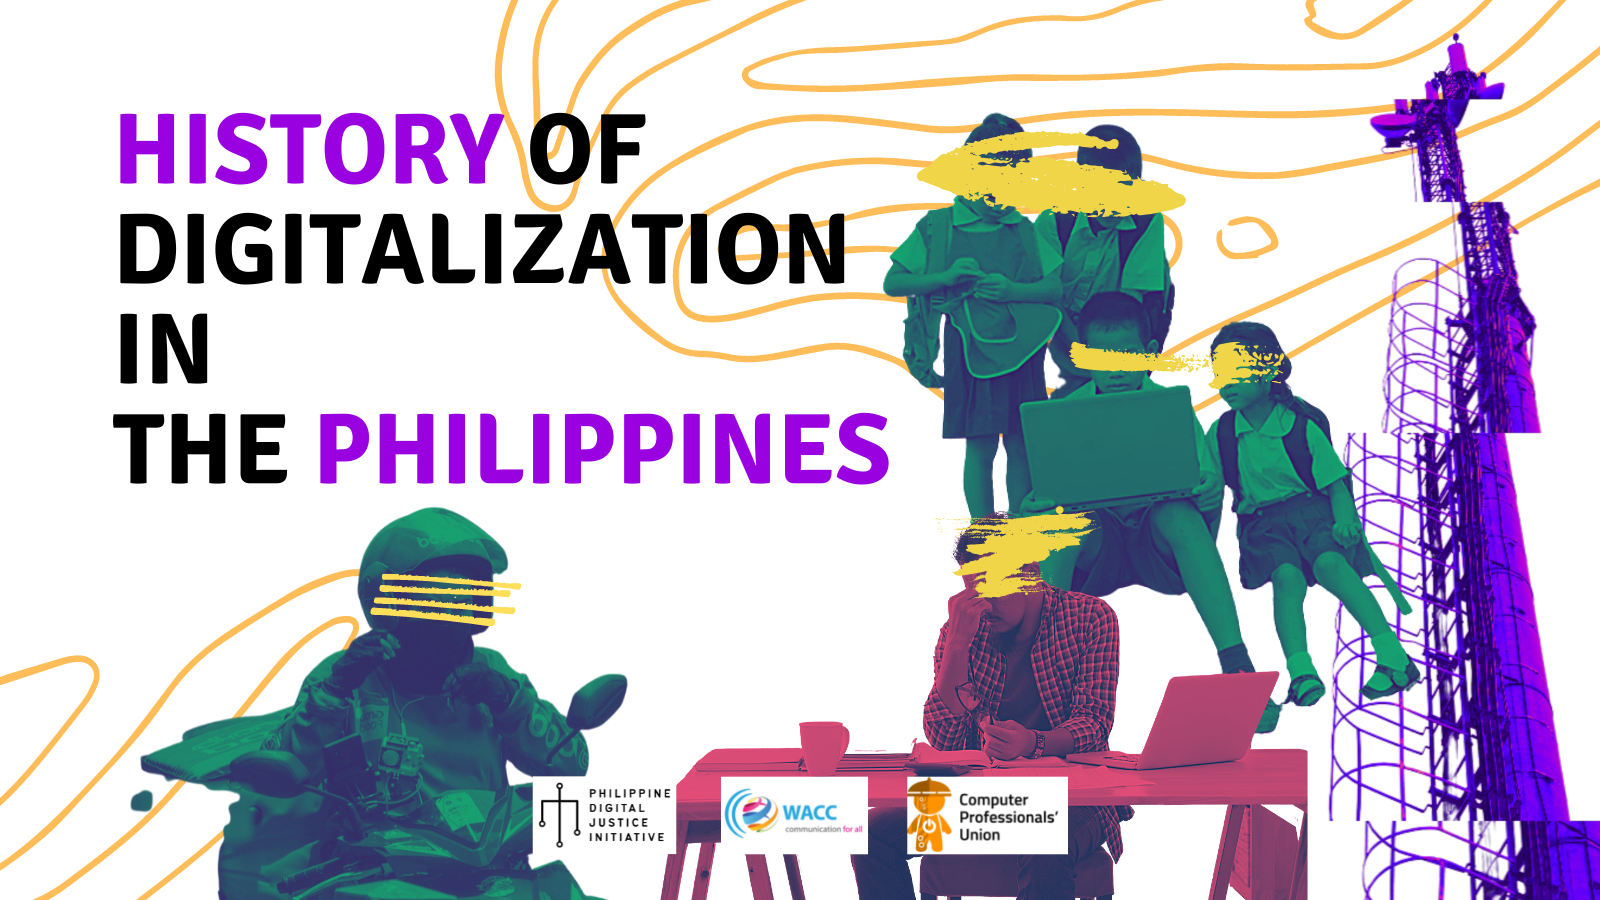 HISTORY OF
DIGITALIZATION
IN
THE PHILIPPINES
PHILIPPINE
DIGITAL
JUSTICE
INITIATIVE
WACC
communication for all
Computer
Professionals’
Union